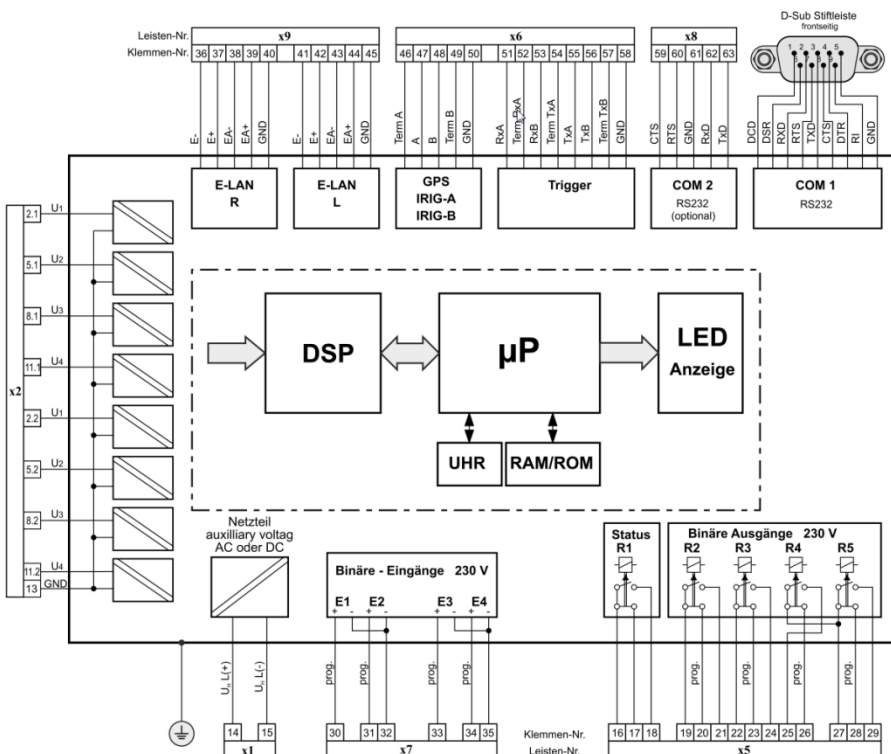 D-Sub Stiftleiste
frontseitig
Leisten-Nr. x9 x6 x8
Klemmen-Nr. 36 37 38 39 40 41 42 43 44 45 46 47 48 49 50 51 52 53 54 55 56 57 58 59 60 61 62 63
1 2 3 4 5
E- E+ EA- EA+ GND E- E+ EA- EA+ GND Term A A B Term B GND RxA Term RxA RxB Term TxA TxA TxB Term TxB GND CTS RTS GND RxD TxD DCD DSR RXD RTS TXD CTS DTR RI GND
E-LAN
R
E-LAN
L
GPS
IRIG-A
IRIG-B
Trigger
COM 2
RS232
(optional)
COM 1
RS232
x2
2.1 U1
5.1 U2
8.1 U3
11.1 U4
2.2 U1
5.2 U2
8.2 U3
11.2 U4
13 GND
DSP
µP
LED
Anzeige
UHR
RAM/ROM
Netzteil
auxilliary voltag
AC oder DC
Binäre - Eingänge 230 V
E1 E2 E3 E4
+ - + - + - + -
Status
R1
Binäre Ausgänge 230 V
R2 R3 R4 R5
UH L(+) UH L(-) prog. prog. prog. prog. prog. prog. prog. prog.
14 15 30 31 32 33 34 35
x1 x7
Klemmen-Nr. 16 17 18 19 20 21 22 23 24 25 26 27 28 29
Leisten-Nr. x5